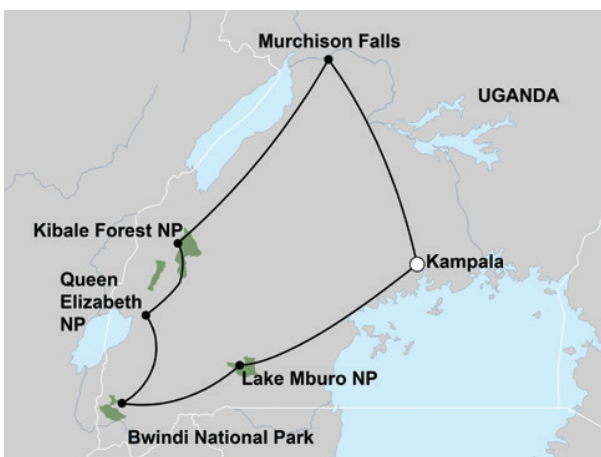 Murchison Falls
UGANDA
Kibale Forest NP
Kampala
Queen
Elizabeth
NP
Lake Mburo NP
Bwindi National Park